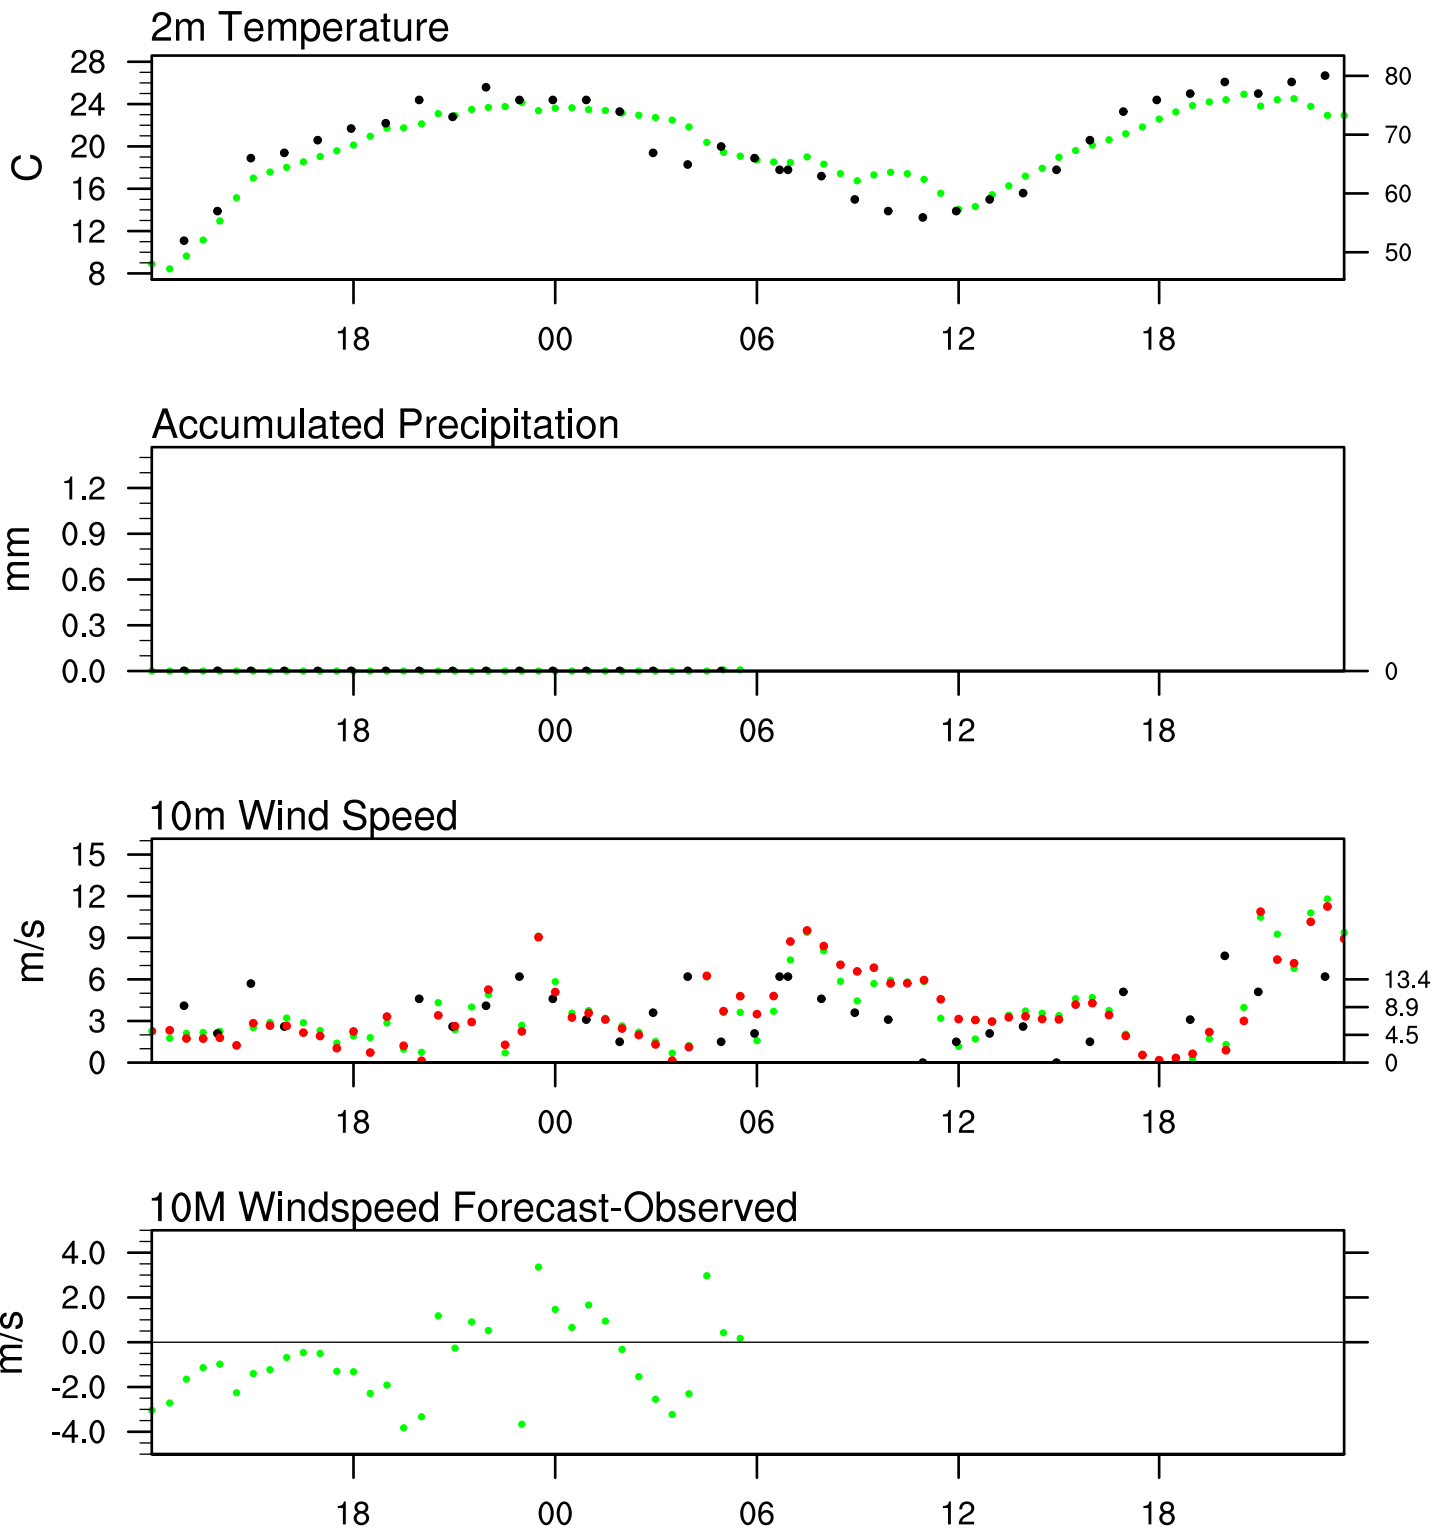 2m Temperature
28
24
20
16
12
8
C
80
70
60
50
18 00 06 12 18
Accumulated Precipitation
1.2
0.9
0.6
0.3
0.0
mm
0
18 00 06 12 18
10m Wind Speed
15
12
9
6
3
0
m/s
13.4
8.9
4.5
0
18 00 06 12 18
10M Windspeed Forecast-Observed
4.0
2.0
0.0
-2.0
-4.0
m/s
18 00 06 12 18